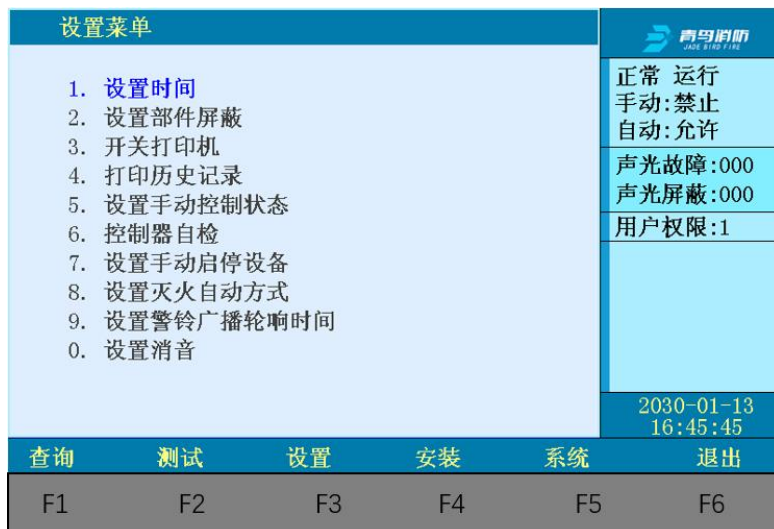 设置菜单
1. 设置时间
2. 设置部件屏蔽
3. 开关打印机
4. 打印历史记录
5. 设置手动控制状态
6. 控制器自检
7. 设置手动启停设备
8. 设置灭火自动方式
9. 设置警铃广播轮响时间
0. 设置消音
青鸟消防
JADE BIRD FIRE
正常 运行
手动:禁止
自动:允许
声光故障:000
声光屏蔽:000
用户权限:1
2030-01-13
16:45:45
查询 测试 设置 安装 系统 退出
F1 F2 F3 F4 F5 F6